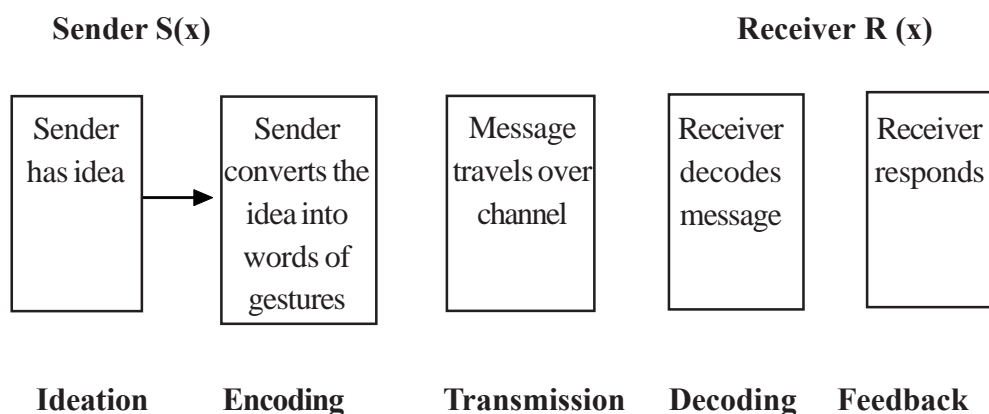 Sender S(x)
Receiver R (x)
Sender
has idea
Sender
converts the
idea into
words of
gestures
Message
travels over
channel
Receiver
decodes
message
Receiver
responds
Ideation
Encoding
Transmission
Decoding
Feedback